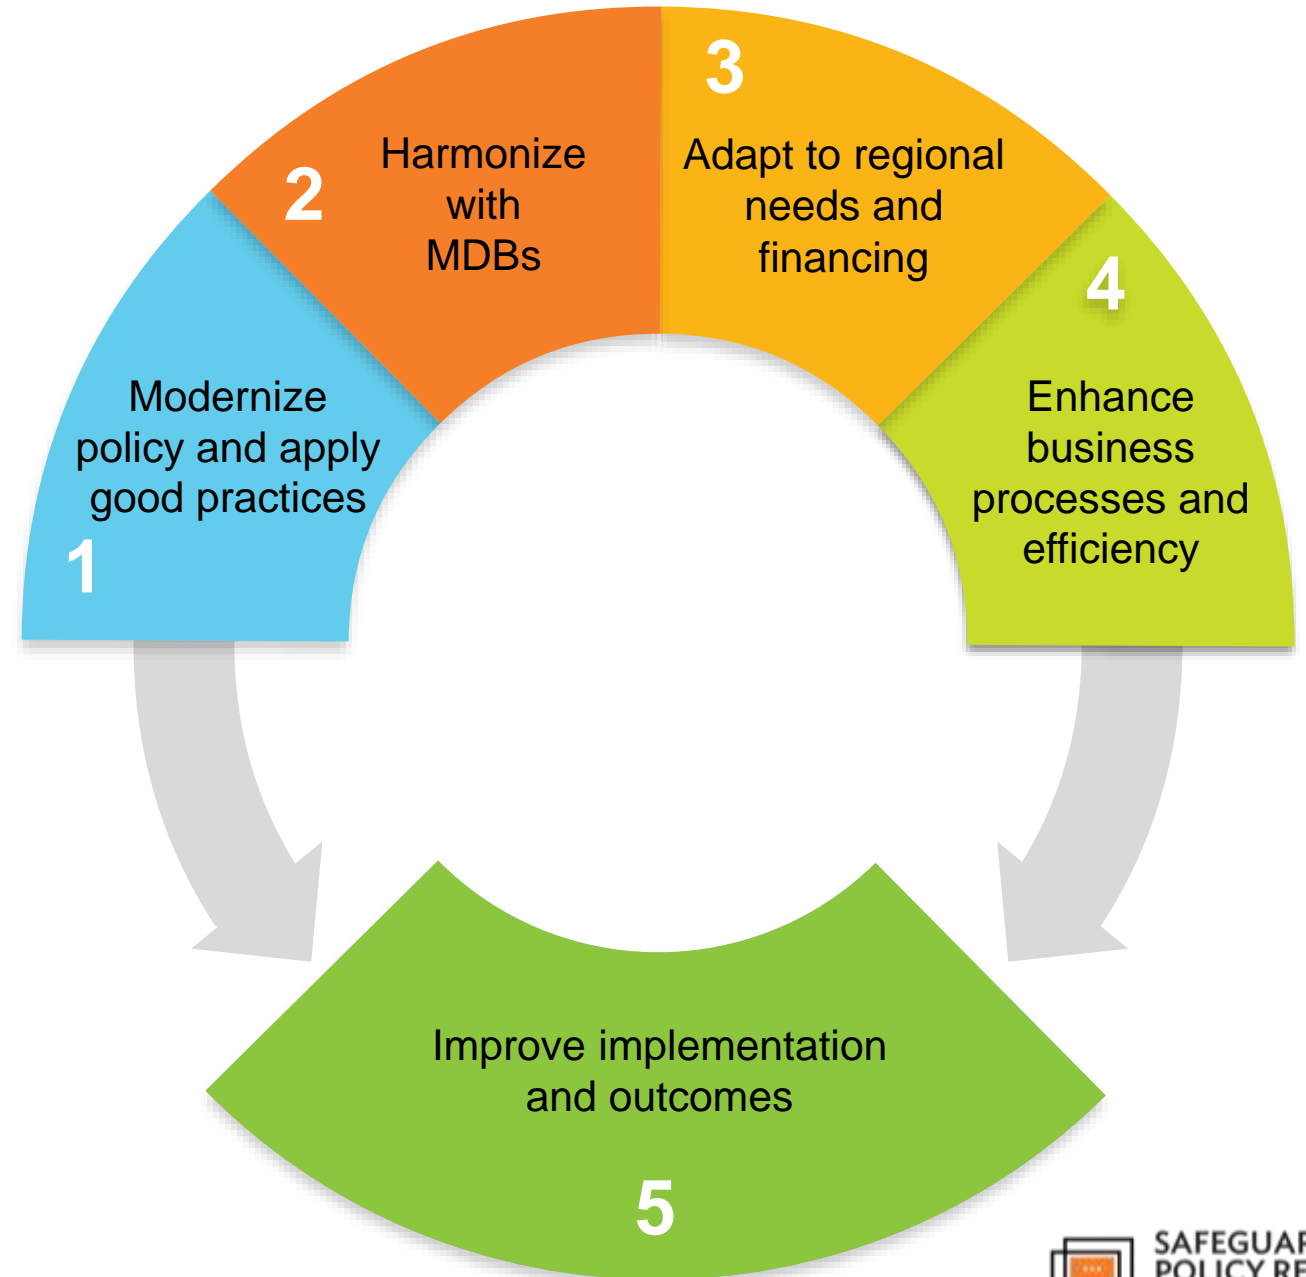 1
Modernize
policy and apply
good practices
2
Harmonize
with
MDBs
3
Adapt to regional
needs and
financing
4
Enhance
business
processes and
efficiency
Improve implementation
and outcomes
5